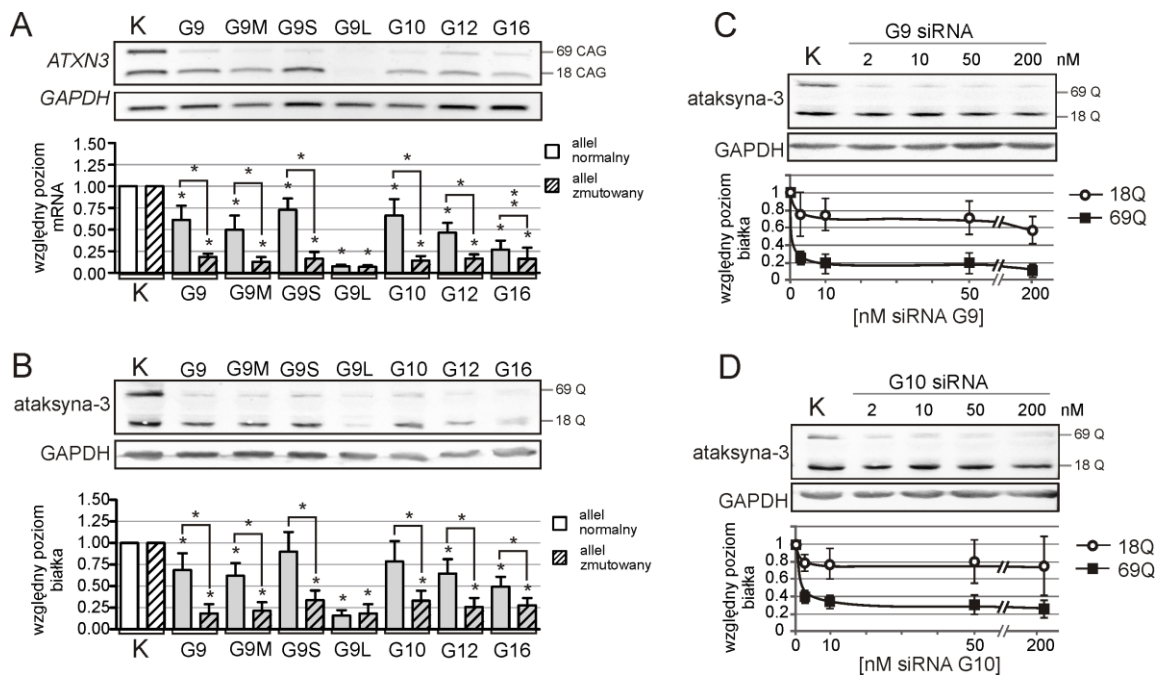 A
K G9 G9M G9S G9L G10 G12 G16
ATXN3
69 CAG
18 CAG
GAPDH
względny poziom
mRNA
1.50
1.25
1.00
0.75
0.50
0.25
0.00
allel
normalny
allel
zmutowany
* * * * * * * * * * * * * * * * * * * *
K G9 G9M G9S G9L G10 G12 G16
B
K G9 G9M G9S G9L G10 G12 G16
ataksyna-3
69 Q
18 Q
GAPDH
względny poziom
białka
1.50
1.25
1.00
0.75
0.50
0.25
0.00
allel
normalny
allel
zmutowany
* * * * * * * * * * * * * * * * * *
K G9 G9M G9S G9L G10 G12 G16
C
G9 siRNA
K 2 10 50 200 nM
ataksyna-3
69 Q
18 Q
GAPDH
względny poziom
białka
1
0.8
0.6
0.4
0.2
0
18Q
69Q
0 10 50 200
[nM siRNA G9]
D
G10 siRNA
K 2 10 50 200 nM
ataksyna-3
69 Q
18 Q
GAPDH
względny poziom
białka
1
0.8
0.6
0.4
0.2
0
18Q
69Q
0 10 50 200
[nM siRNA G10]